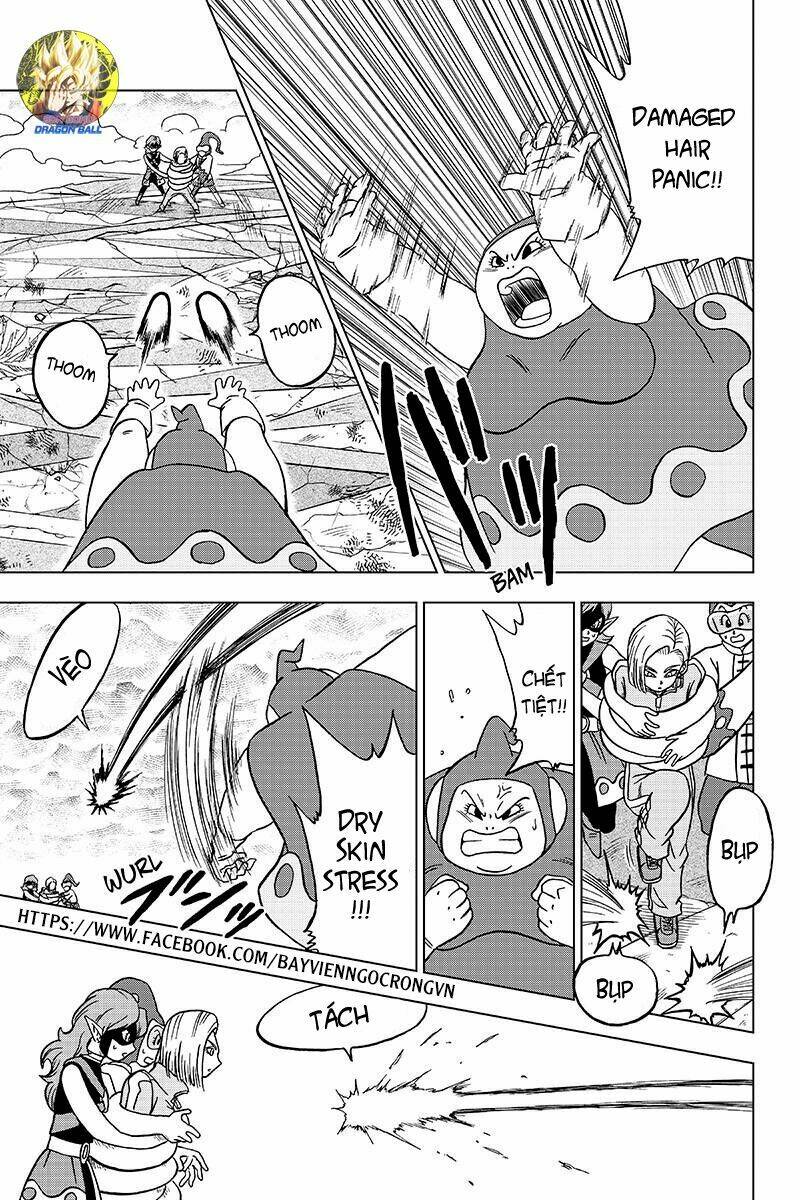 DRAGON BALL
DAMAGED
HAIR
PANIC!!
THOOM
THOOM
BAM
BỤP
BỤP
CHẾT
TIỆT!!
VÈO
DRY
SKIN
STRESS
!!!
WURL
HTTPS://WWW.FACEBOOK.COM/BAYVIENNGOCRONGVN
TÁCH